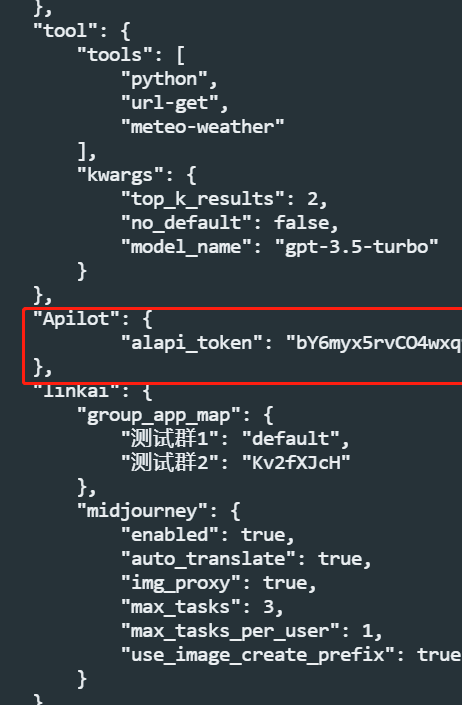 },
"tool": {
"tools": [
"python",
"url-get",
"meteo-weather"
],
"kwargs": {
"top_k_results": 2,
"no_default": false,
"model_name": "gpt-3.5-turbo"
}
},
"Apilot": {
"alapi_token": "bY6myx5rvCO4wxq
},
"linkai": {
"group_app_map": {
"测试群1": "default",
"测试群2": "Kv2fXJcH"
},
"midjourney": {
"enabled": true,
"auto_translate": true,
"img_proxy": true,
"max_tasks": 3,
"max_tasks_per_user": 1,
"use_image_create_prefix": true
}
}